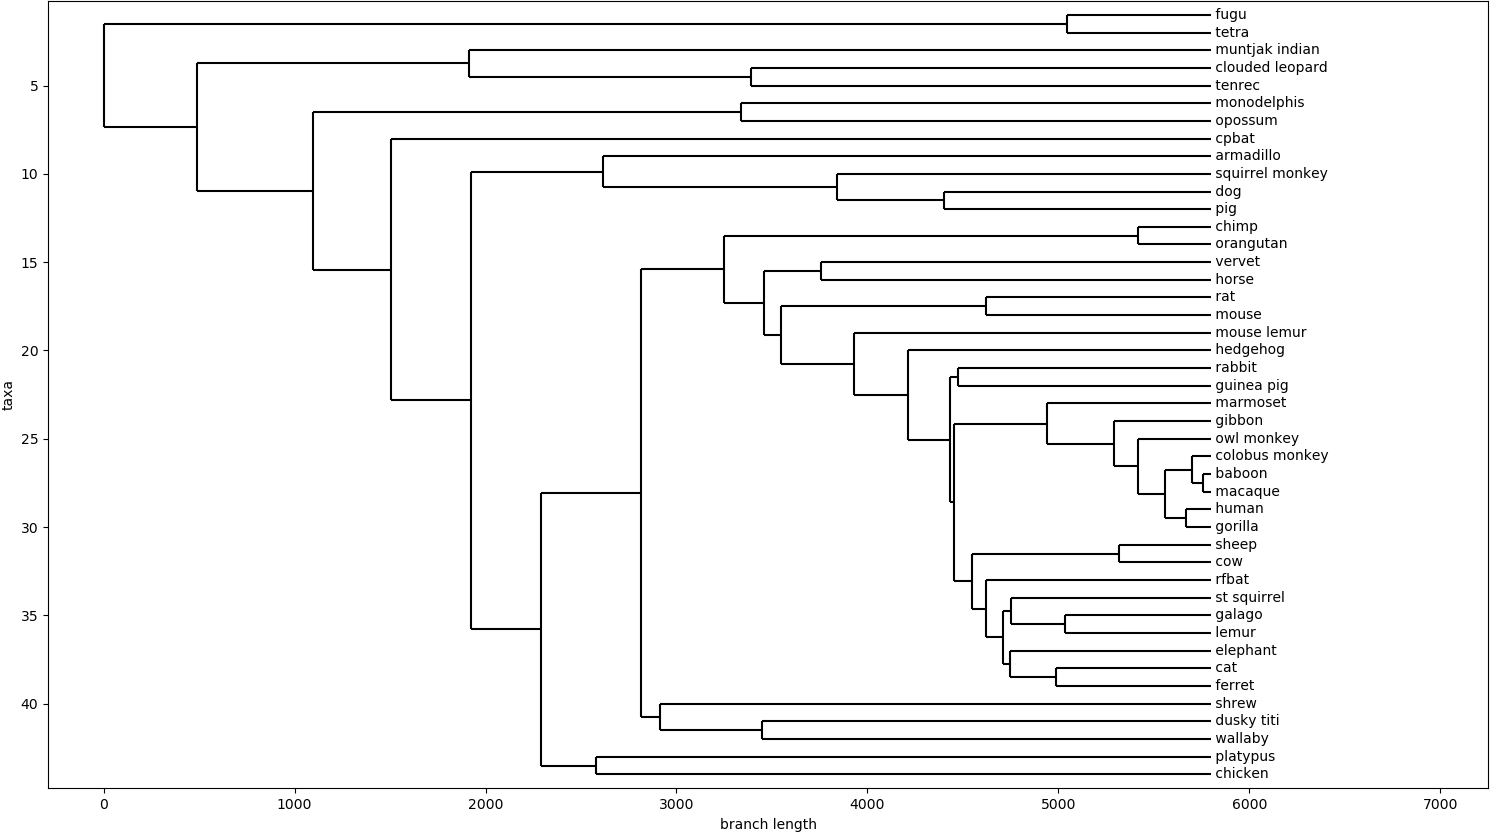 fugu
tetra
muntjak indian
clouded leopard
tenrec
monodelphis
opossum
cpbat
armadillo
squirrel monkey
dog
pig
chimp
orangutan
vervet
horse
rat
mouse
mouse lemur
hedgehog
rabbit
guinea pig
marmoset
gibbon
owl monkey
colobus monkey
baboon
macaque
human
gorilla
sheep
cow
rfbat
st squirrel
galago
lemur
elephant
cat
ferret
shrew
dusky titi
wallaby
platypus
chicken
5
10
15
20
25
30
35
40
taxa
0 1000 2000 3000 4000 5000 6000 7000
branch length